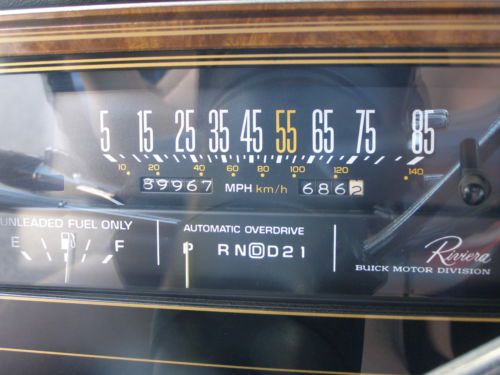 5 15 25 35 45 55 65 75 85
10 20 40 60 80 100 120 140
39967 MPH km/h 6862
UNLEADED FUEL ONLY AUTOMATIC OVERDRIVE
E F P R N D D 2 1 Riviera
BUICK MOTOR DIVISION